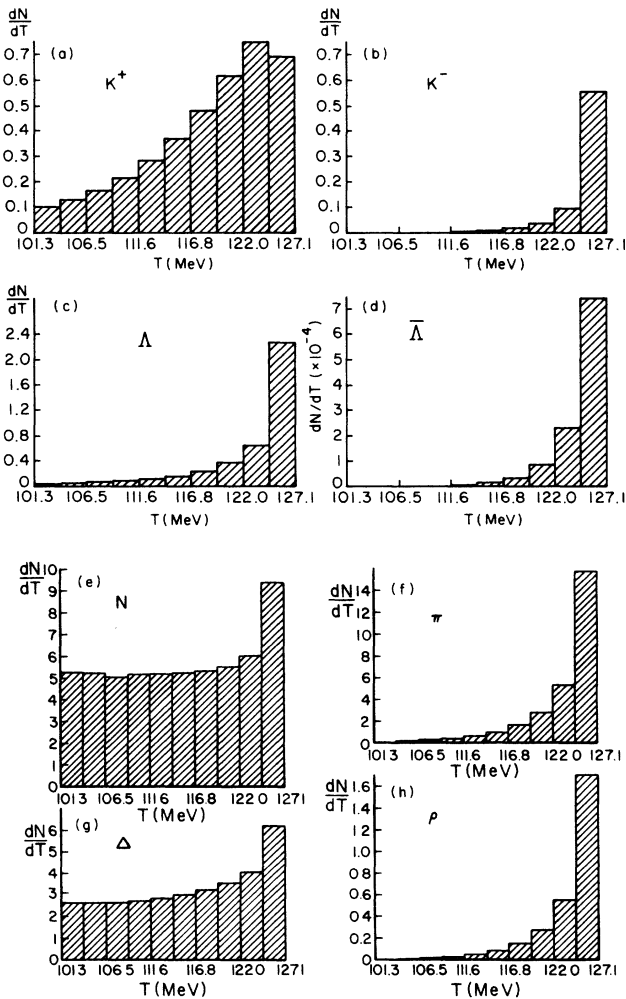 dN
dT
(a)
K+
0.7
0.6
0.5
0.4
0.3
0.2
0.1
0
101.3 106.5 111.6 116.8 122.0 127.1
T (MeV)
dN
dT
(b)
K−
0.7
0.6
0.5
0.4
0.3
0.2
0.1
0
101.3 106.5 111.6 116.8 122.0 127.1
T (MeV)
dN
dT
(c)
Λ
2.4
2.0
1.6
1.2
0.8
0.4
0
101.3 106.5 111.6 116.8 122.0 127.1
T (MeV)
dN/dT (×10−4)
(d)
Λ̅
7
6
5
4
3
2
1
0
101.3 106.5 111.6 116.8 122.0 127.1
T (MeV)
dN
dT
(e)
N
10
9
8
7
6
5
4
3
2
1
0
101.3 106.5 111.6 116.8 122.0 127.1
T (MeV)
dN
dT
(f)
π
14
12
10
8
6
4
2
0
101.3 106.5 111.6 116.8 122.0 127.1
T (MeV)
dN
dT
(g)
Δ
6
5
4
3
2
1
0
101.3 106.5 111.6 116.8 122.0 127.1
T (MeV)
dN
dT
(h)
ρ
1.6
1.4
1.2
1.0
0.8
0.6
0.4
0.2
0
101.3 106.5 111.6 116.8 122.0 127.1
T (MeV)